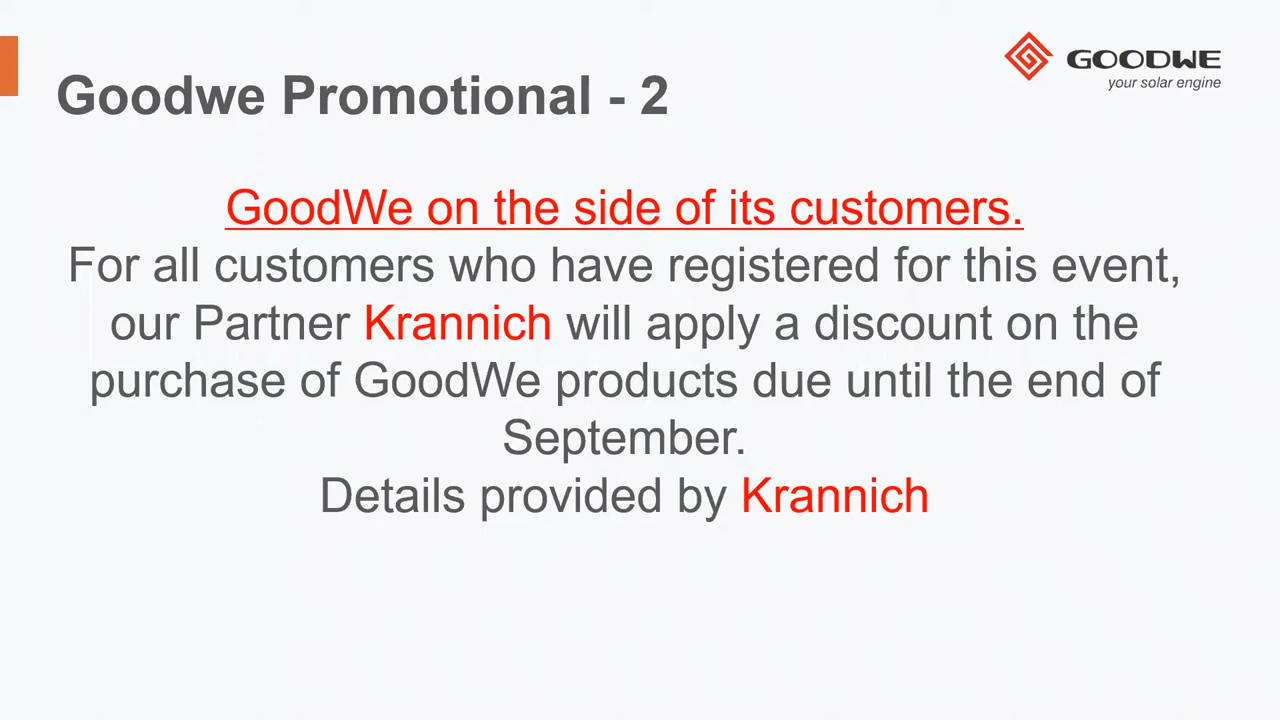 GOODWE
your solar engine
Goodwe Promotional - 2
GoodWe on the side of its customers.
For all customers who have registered for this event,
our Partner Krannich will apply a discount on the
purchase of GoodWe products due until the end of
September.
Details provided by Krannich